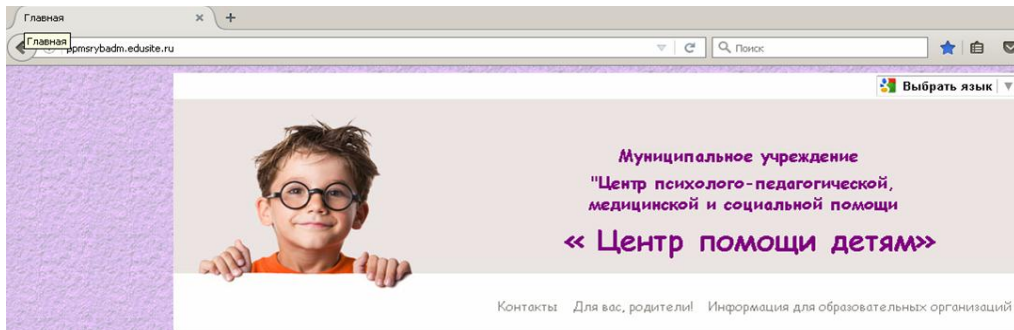 Главная
Главная
ppmsrybadm.edusite.ru
Поиск
Выбрать язык
Муниципальное учреждение
"Центр психолого-педагогической,
медицинской и социальной помощи
« Центр помощи детям»
Контакты Для вас, родители! Информация для образовательных организаций